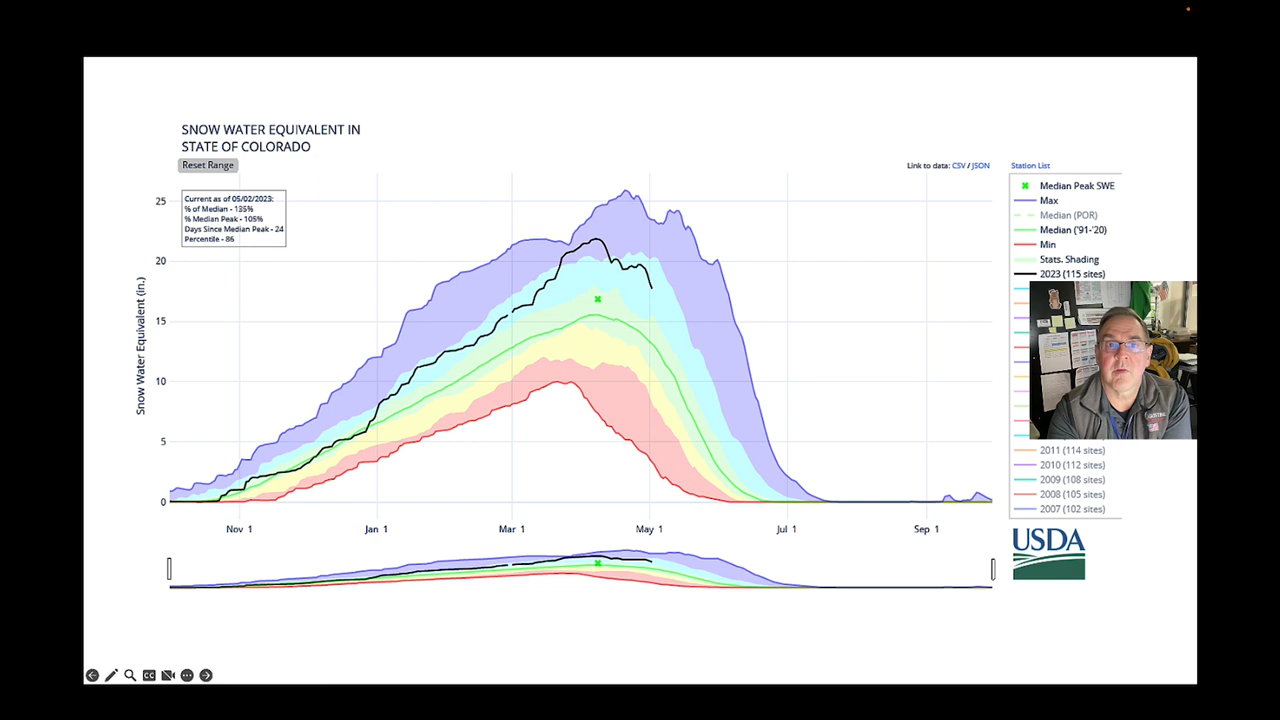 SNOW WATER EQUIVALENT IN
STATE OF COLORADO
Reset Range
Link to data: CSV / JSON
Station List
Current as of 05/02/2023:
% of Median - 135%
% Median Peak - 105%
Days Since Median Peak - 24
Percentile - 86
Snow Water Equivalent (in.)
25
20
15
10
5
0
Nov 1
Jan 1
Mar 1
May 1
Jul 1
Sep 1
Median Peak SWE
Max
Median (POR)
Median ('91-'20)
Min
Stats. Shading
2023 (115 sites)
2011 (114 sites)
2010 (112 sites)
2009 (108 sites)
2008 (105 sites)
2007 (102 sites)
USDA
CC